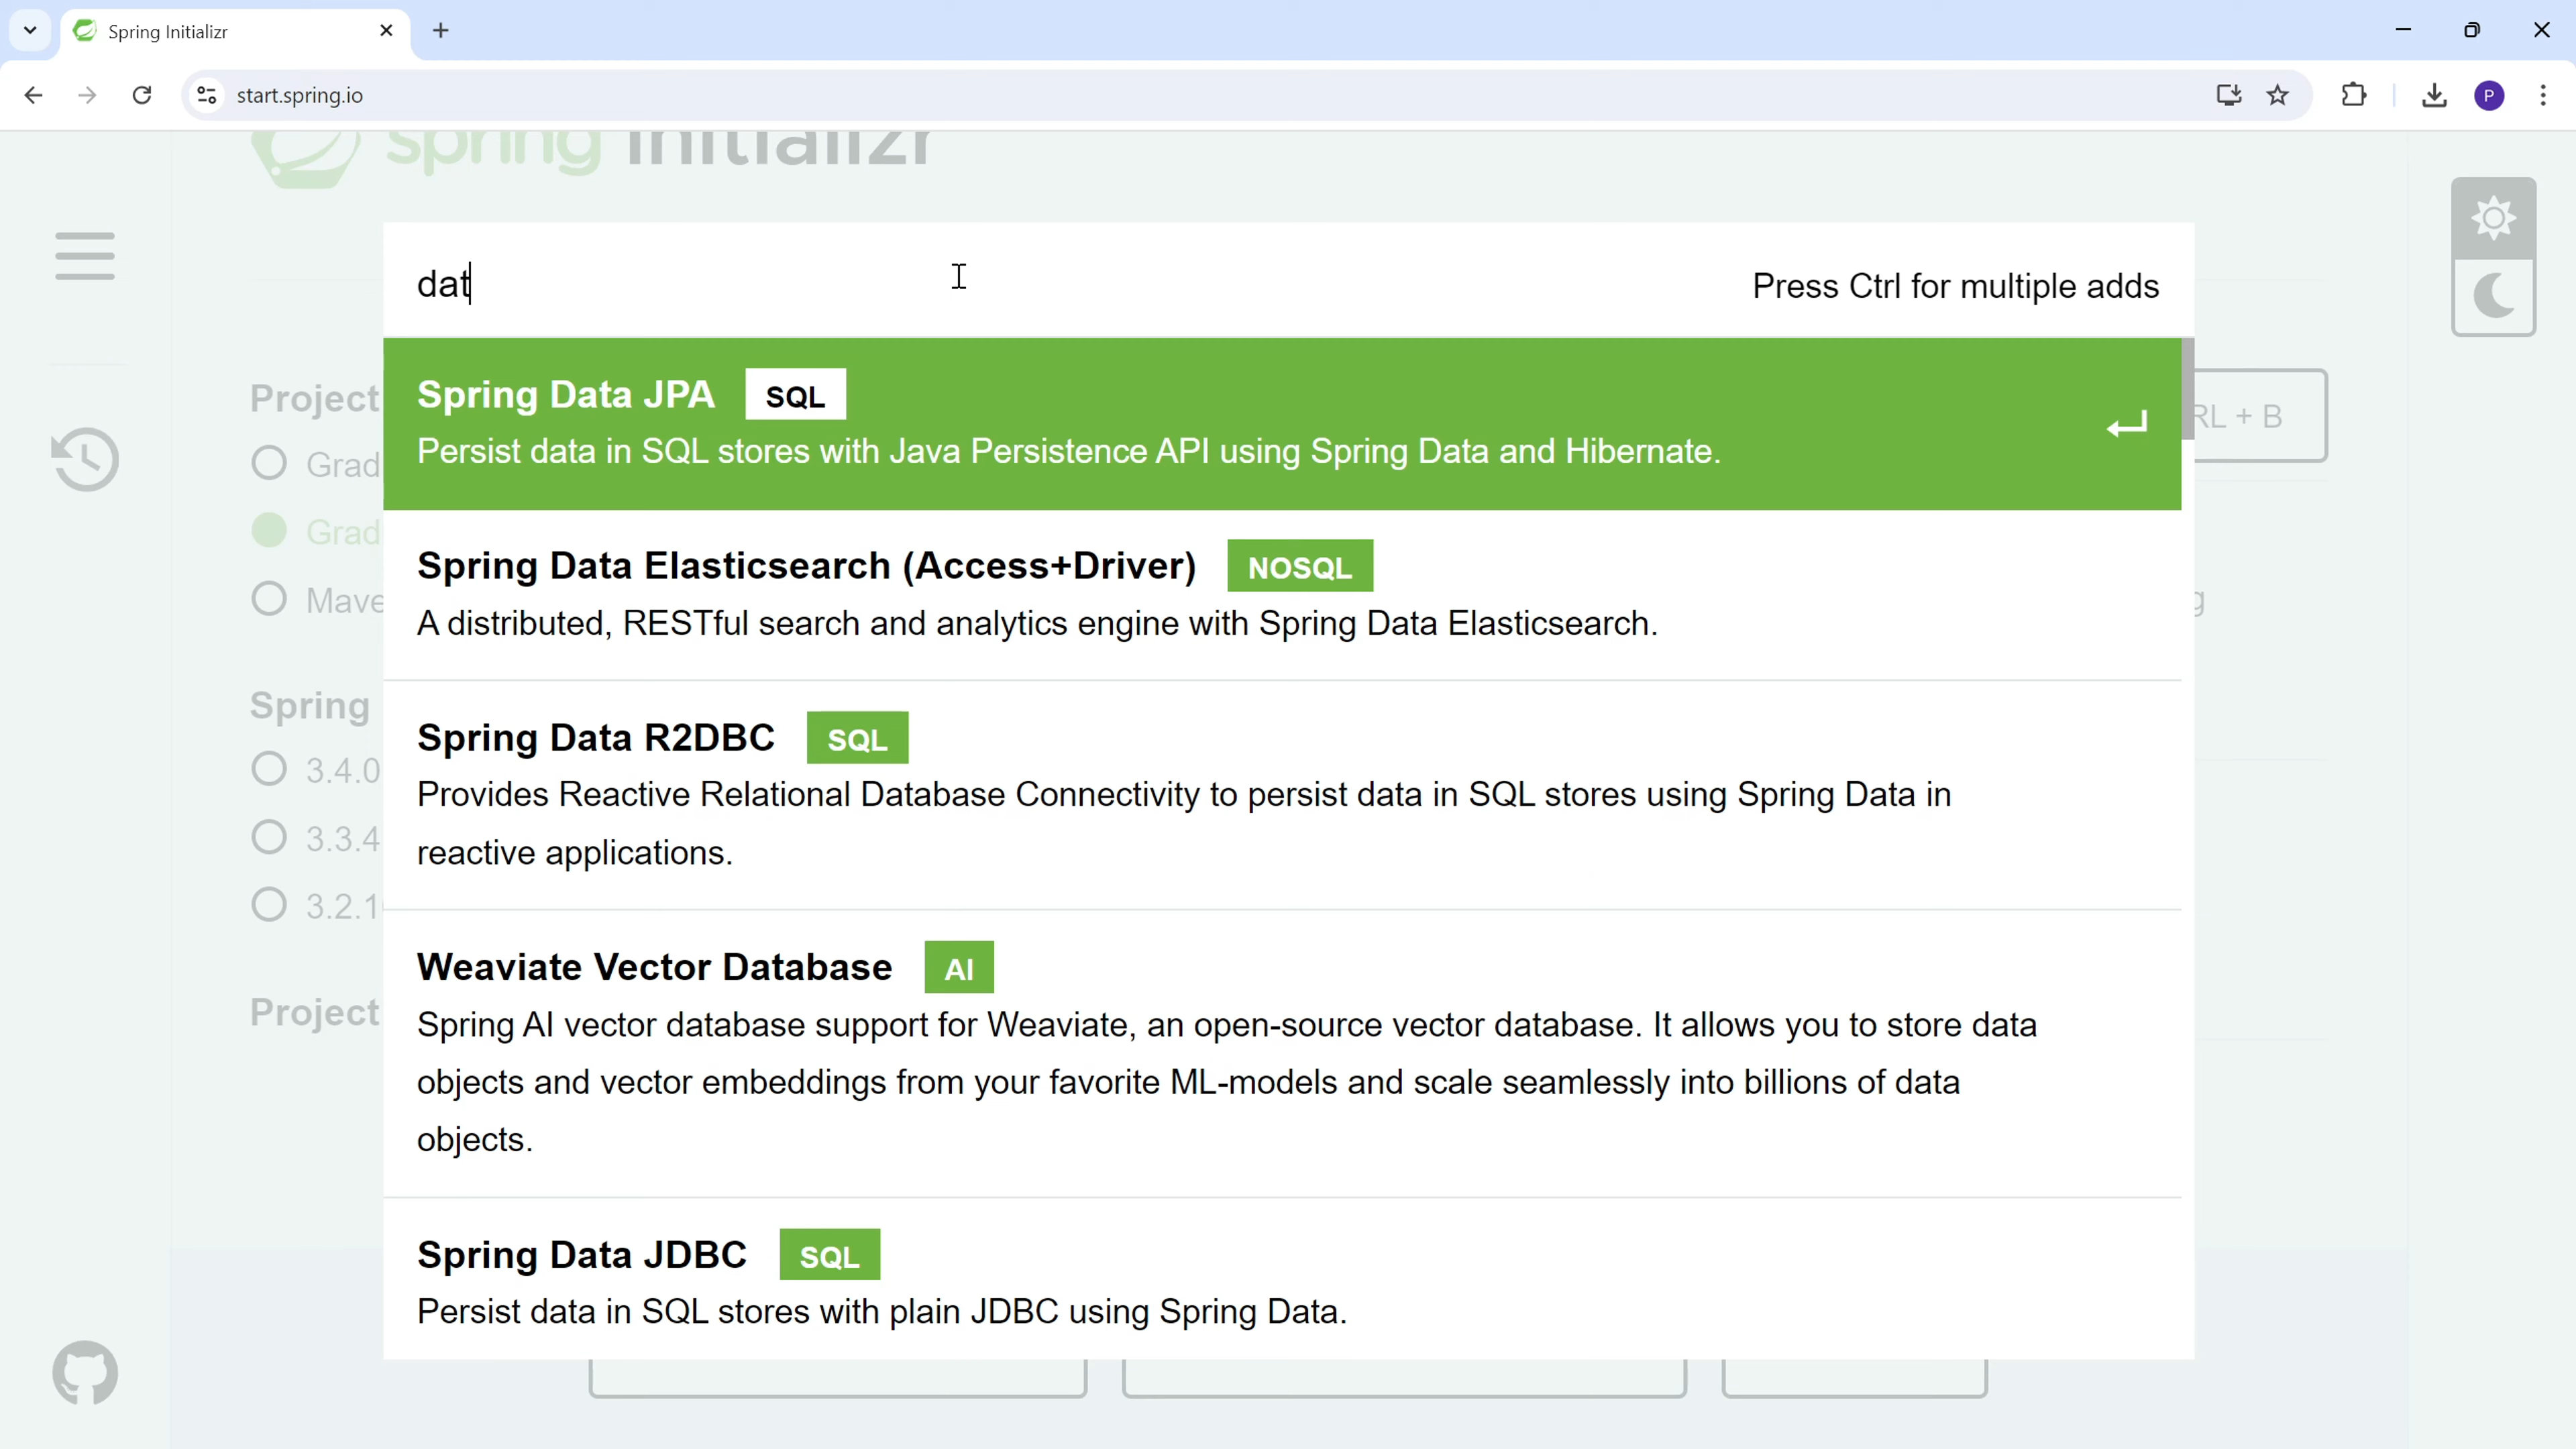 Spring Initializr
start.spring.io
P
spring initializr
dat
Press Ctrl for multiple adds
Spring Data JPA SQL
Persist data in SQL stores with Java Persistence API using Spring Data and Hibernate.
RL + B
Project
Grad
Grad
Mave
Spring Data Elasticsearch (Access+Driver) NOSQL
A distributed, RESTful search and analytics engine with Spring Data Elasticsearch.
g
Spring
3.4.0
3.3.4
3.2.1
Spring Data R2DBC SQL
Provides Reactive Relational Database Connectivity to persist data in SQL stores using Spring Data in
reactive applications.
Project
Weaviate Vector Database AI
Spring AI vector database support for Weaviate, an open-source vector database. It allows you to store data
objects and vector embeddings from your favorite ML-models and scale seamlessly into billions of data
objects.
Spring Data JDBC SQL
Persist data in SQL stores with plain JDBC using Spring Data.